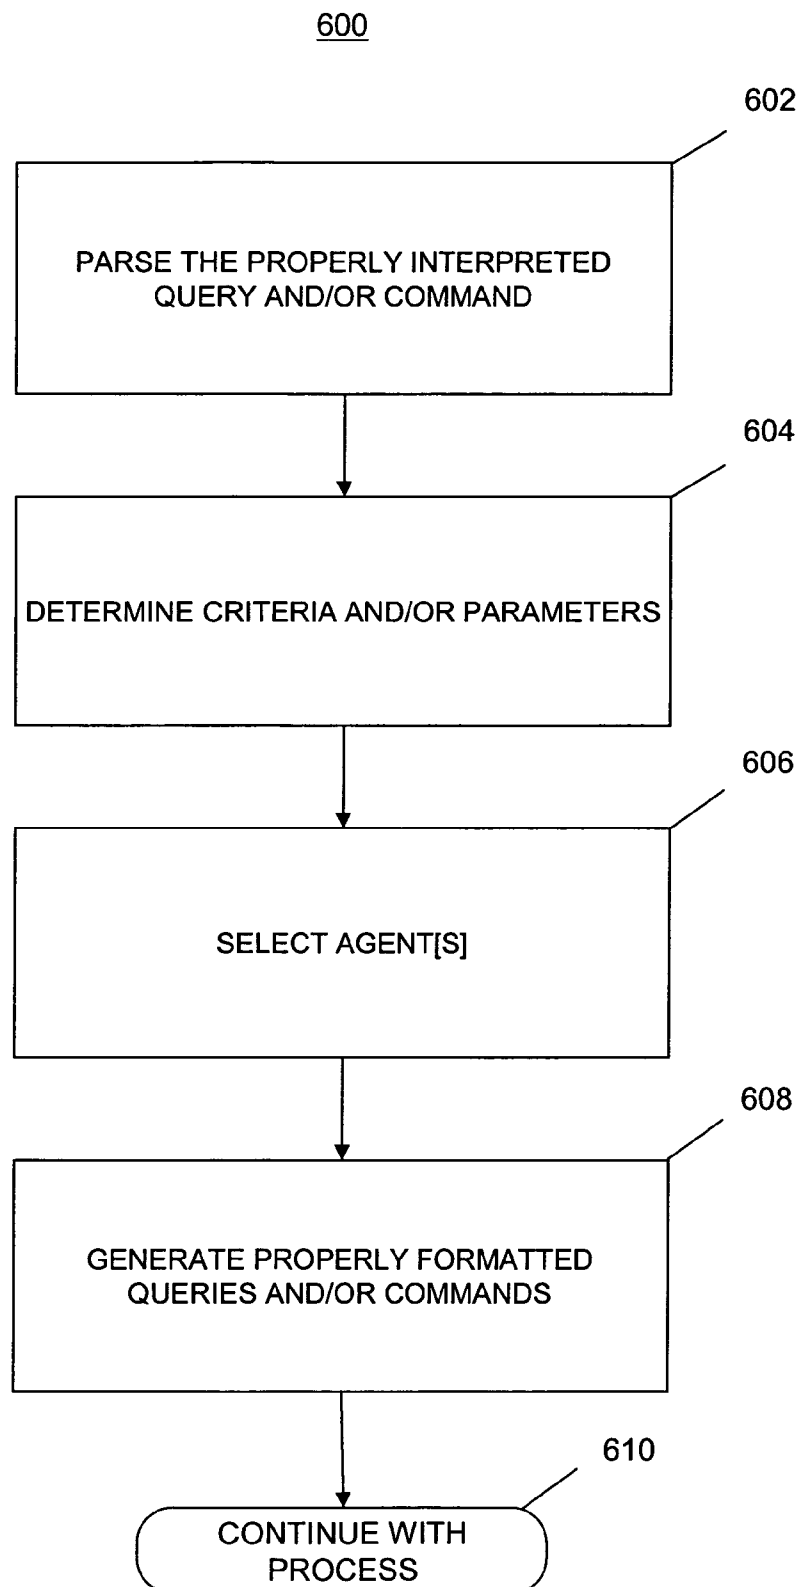 600
602
PARSE THE PROPERLY INTERPRETED
QUERY AND/OR COMMAND
604
DETERMINE CRITERIA AND/OR PARAMETERS
606
SELECT AGENT[S]
608
GENERATE PROPERLY FORMATTED
QUERIES AND/OR COMMANDS
610
CONTINUE WITH
PROCESS